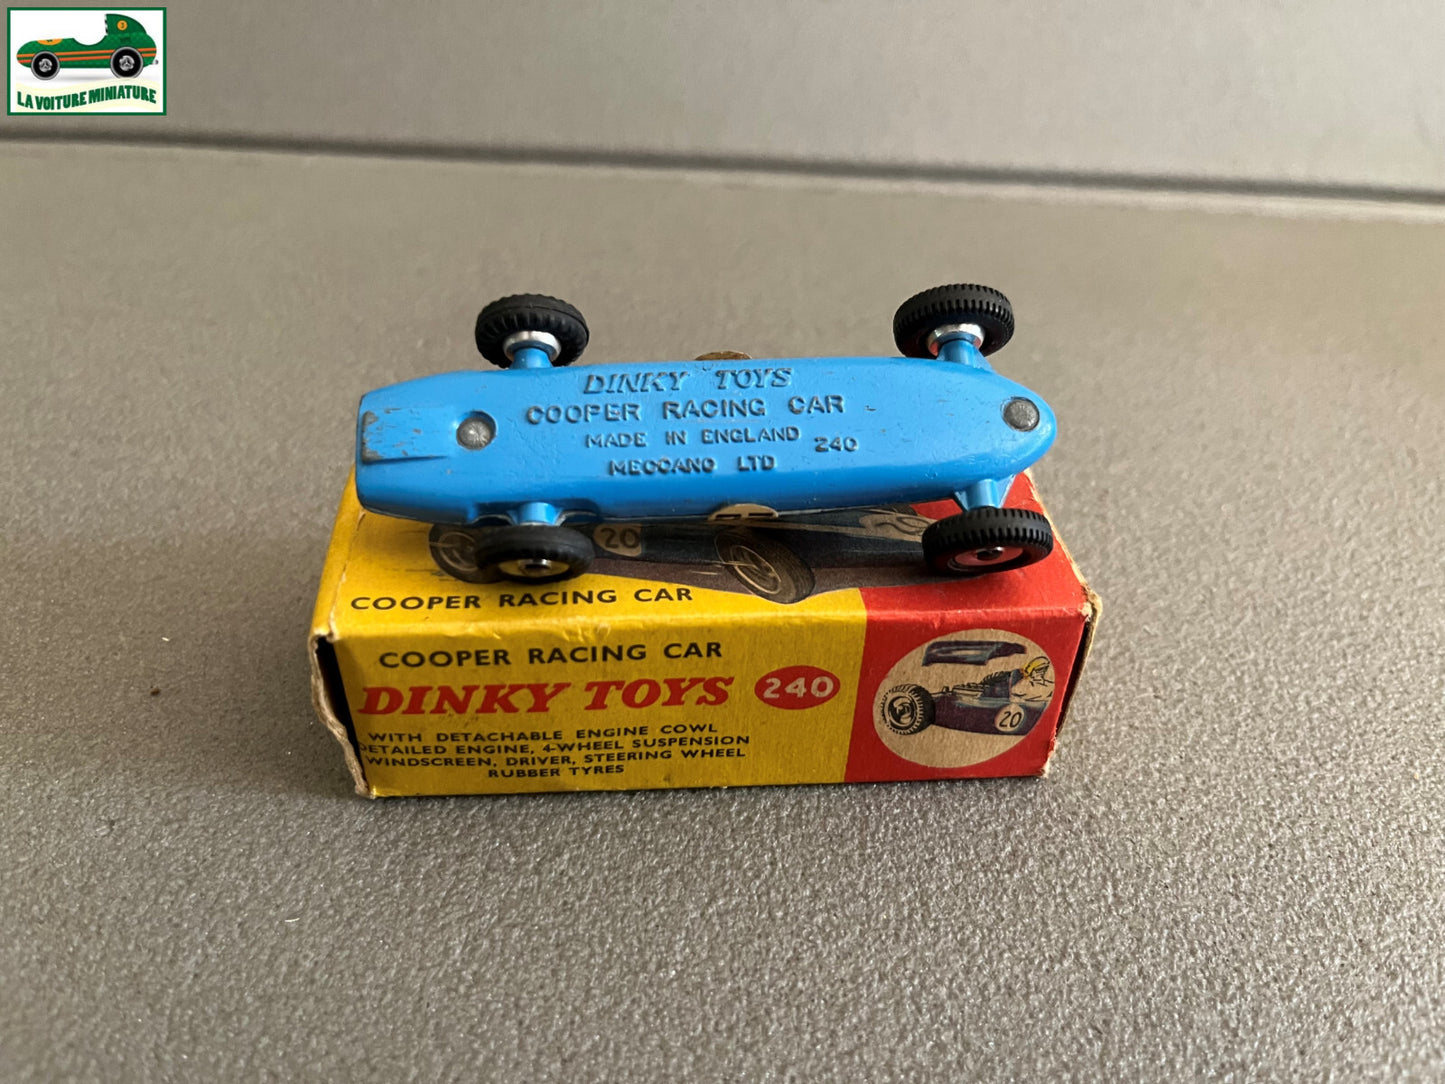 3
LA VOITURE MINIATURE
DINKY TOYS
COOPER RACING CAR
MADE IN ENGLAND 240
MECCANO LTD
20
20
COOPER RACING CAR
COOPER RACING CAR
DINKY TOYS 240
WITH DETACHABLE ENGINE COWL
DETAILED ENGINE, 4-WHEEL SUSPENSION
WINDSCREEN, DRIVER, STEERING WHEEL
RUBBER TYRES
20